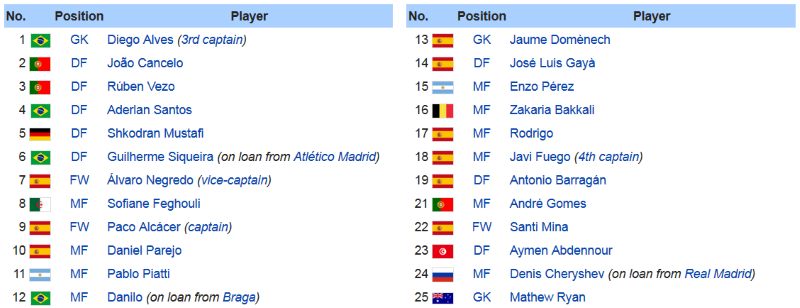 No. Position Player
1 GK Diego Alves (3rd captain)
2 DF João Cancelo
3 DF Rúben Vezo
4 DF Aderlan Santos
5 DF Shkodran Mustafi
6 DF Guilherme Siqueira (on loan from Atlético Madrid)
7 FW Álvaro Negredo (vice-captain)
8 MF Sofiane Feghouli
9 FW Paco Alcácer (captain)
10 MF Daniel Parejo
11 MF Pablo Piatti
12 MF Danilo (on loan from Braga)
No. Position Player
13 GK Jaume Domènech
14 DF José Luis Gayà
15 MF Enzo Pérez
16 MF Zakaria Bakkali
17 MF Rodrigo
18 MF Javi Fuego (4th captain)
19 DF Antonio Barragán
21 MF André Gomes
22 FW Santi Mina
23 DF Aymen Abdennour
24 MF Denis Cheryshev (on loan from Real Madrid)
25 GK Mathew Ryan